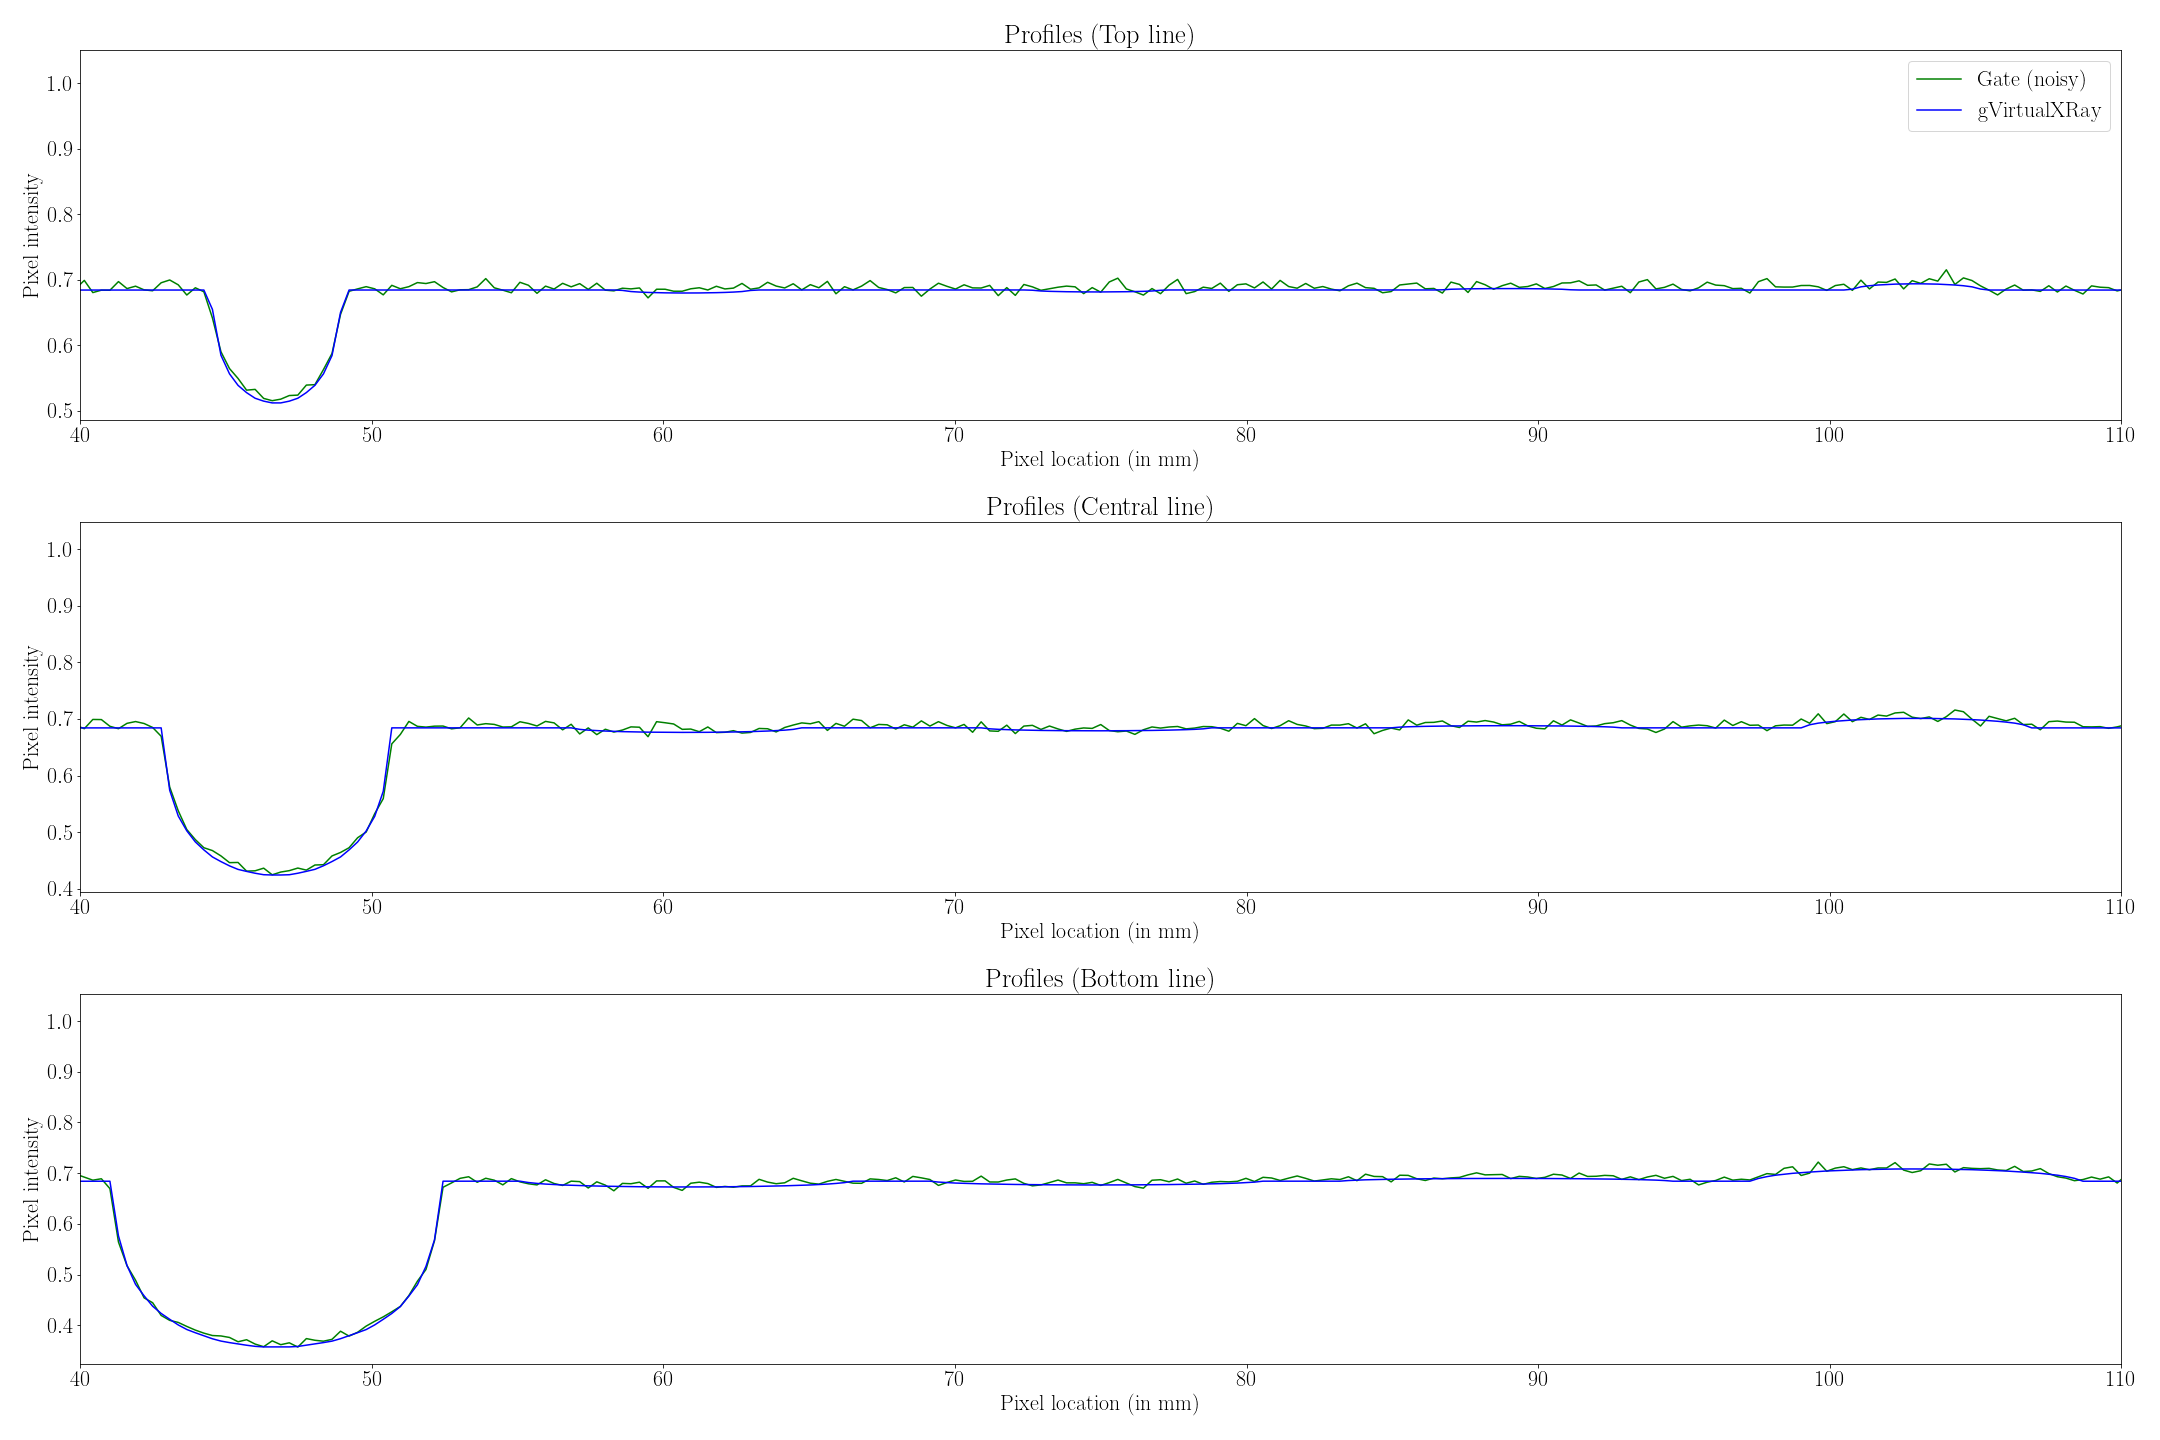 Profiles (Top line)
Pixel intensity
1.0
0.9
0.8
0.7
0.6
0.5
Gate (noisy)
gVirtualXRay
40 50 60 70 80 90 100 110
Pixel location (in mm)
Profiles (Central line)
Pixel intensity
1.0
0.9
0.8
0.7
0.6
0.5
0.4
40 50 60 70 80 90 100 110
Pixel location (in mm)
Profiles (Bottom line)
Pixel intensity
1.0
0.9
0.8
0.7
0.6
0.5
0.4
40 50 60 70 80 90 100 110
Pixel location (in mm)